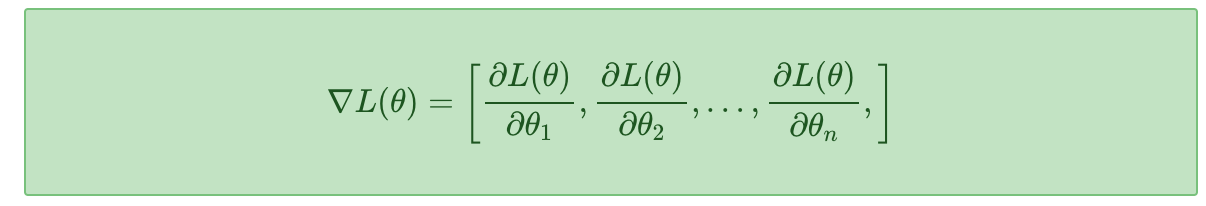 ∇L(θ) = [∂L(θ)/∂θ₁, ∂L(θ)/∂θ₂, ..., ∂L(θ)/∂θₙ,]